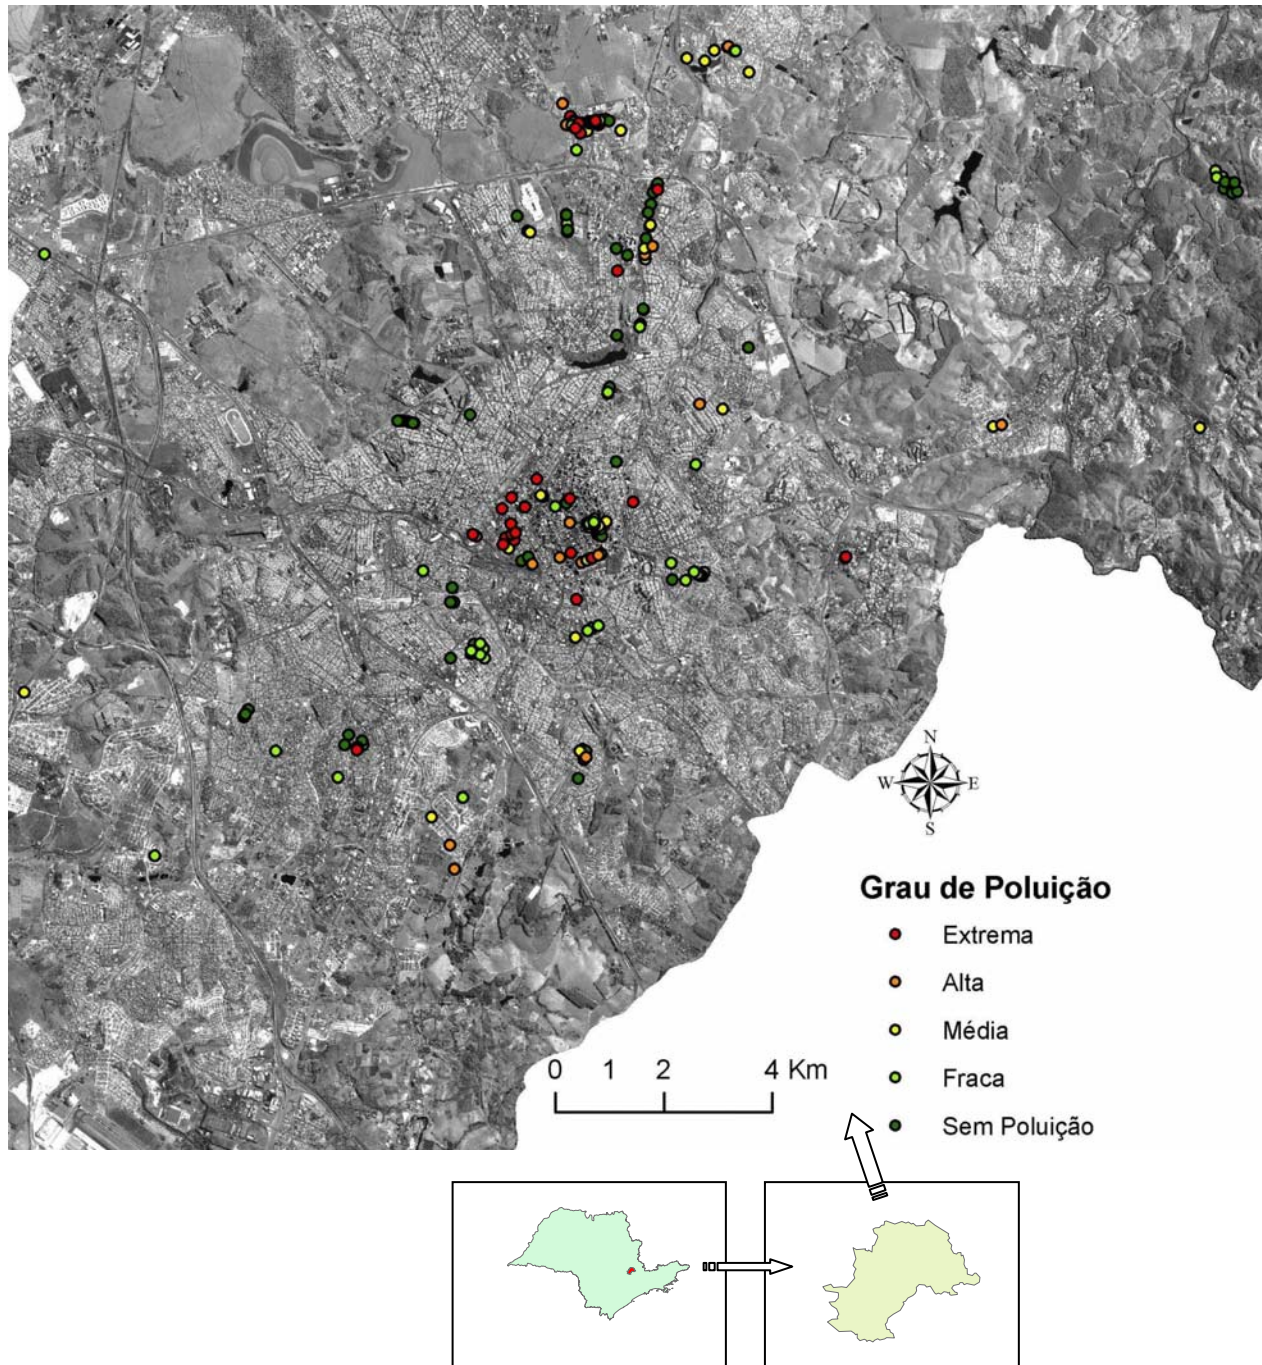 N
W E
S
Grau de Poluição
Extrema
Alta
Média
Fraca
Sem Poluição
0 1 2 4 Km